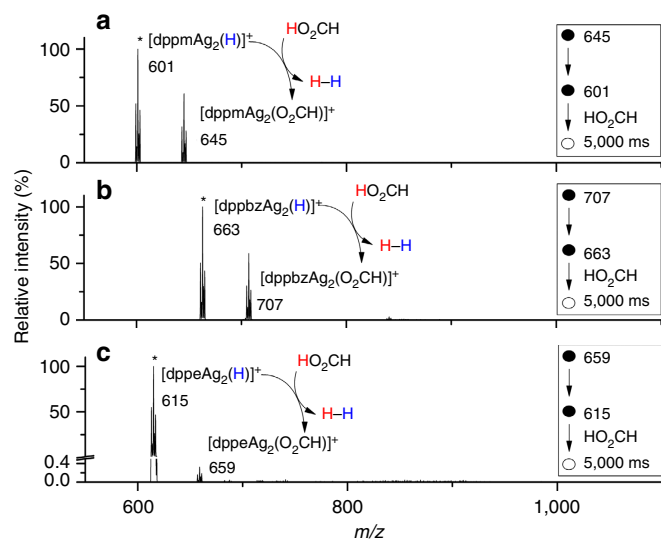 a
* [dppmAg₂(H)]⁺ HO₂CH
601
H–H
[dppmAg₂(O₂CH)]⁺
645
100
50
0
645
601
HO₂CH
5,000 ms
b
* [dppbzAg₂(H)]⁺ HO₂CH
663
H–H
[dppbzAg₂(O₂CH)]⁺
707
100
50
0
707
663
HO₂CH
5,000 ms
c
* [dppeAg₂(H)]⁺ HO₂CH
615
H–H
[dppeAg₂(O₂CH)]⁺
659
100
50
0.4
0.0
659
615
HO₂CH
5,000 ms
Relative intensity (%)
600 800 1,000
m/z